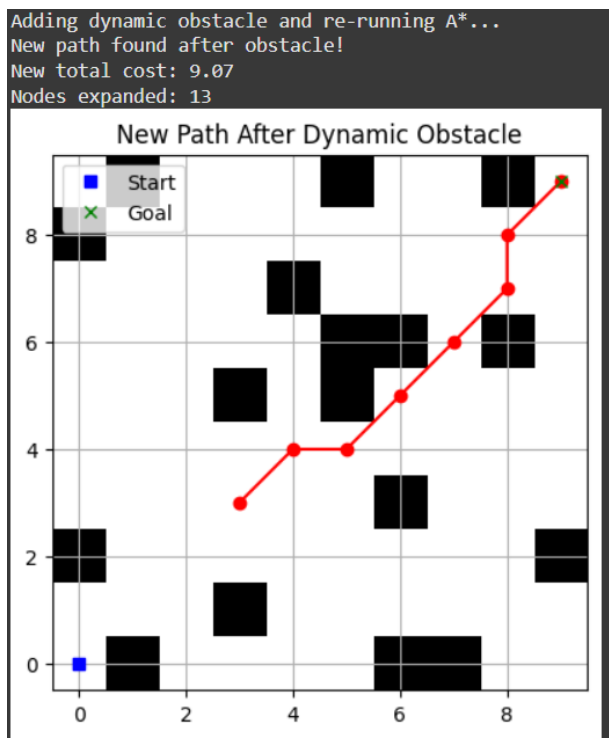 Adding dynamic obstacle and re-running A*...
New path found after obstacle!
New total cost: 9.07
Nodes expanded: 13
New Path After Dynamic Obstacle
Start
Goal
8
6
4
2
0
0 2 4 6 8